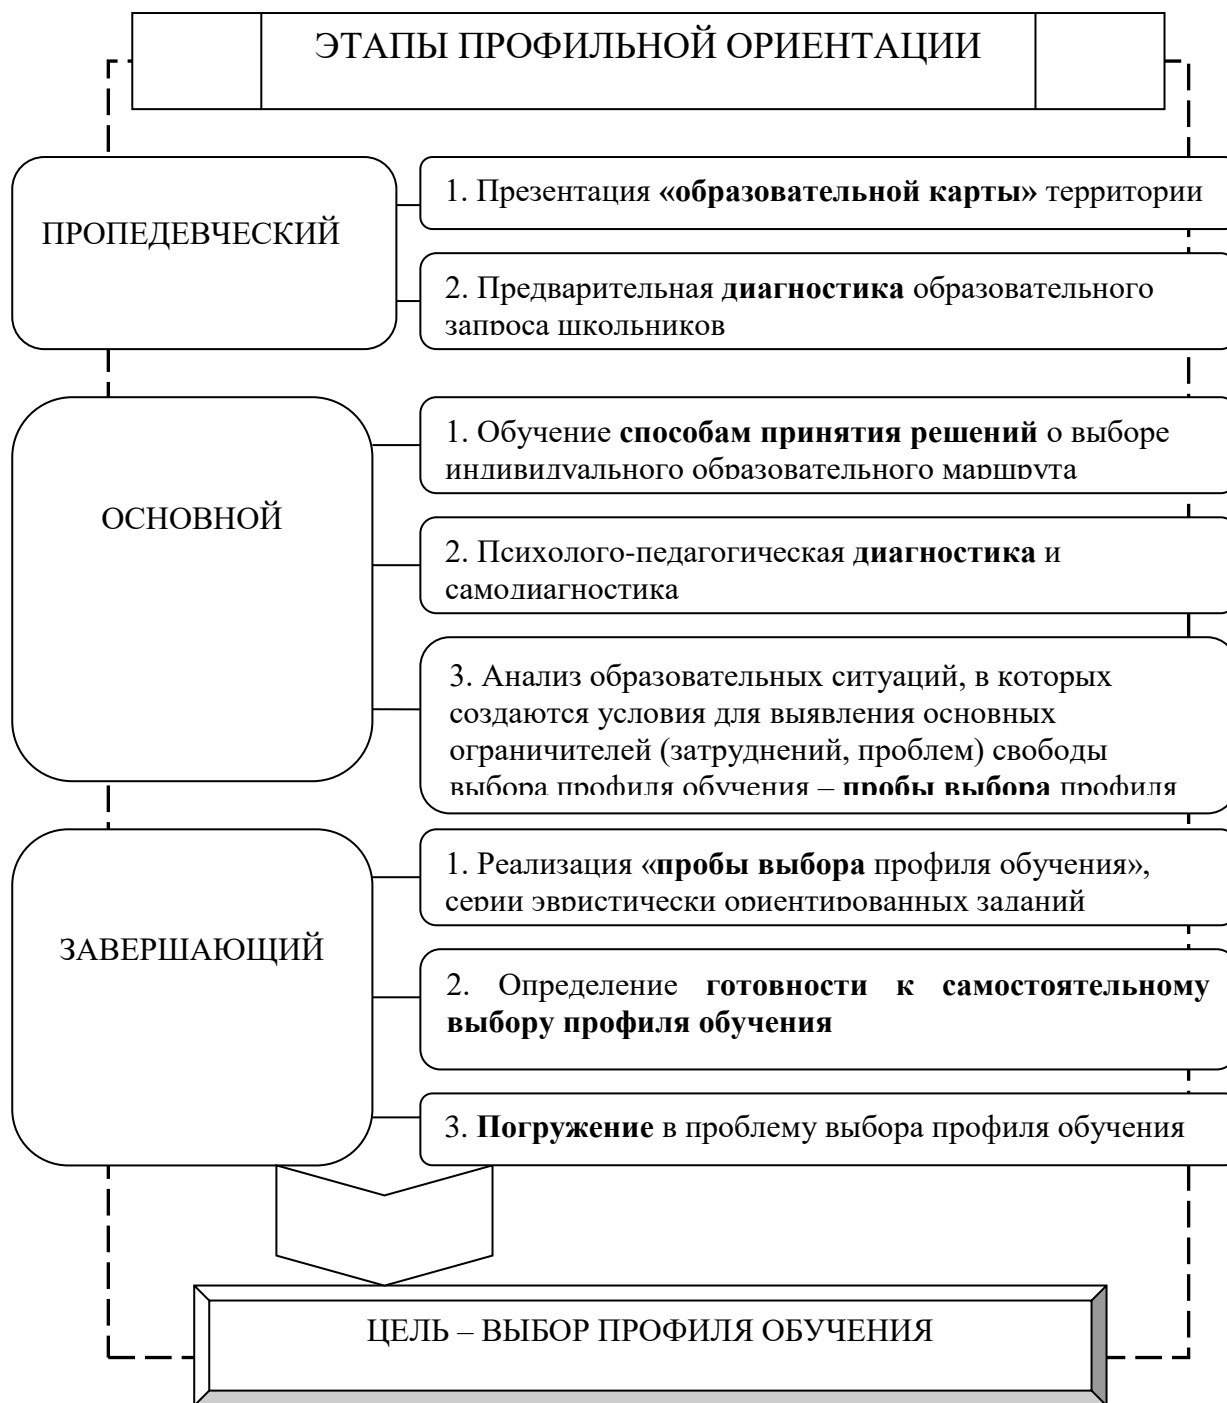 ЭТАПЫ ПРОФИЛЬНОЙ ОРИЕНТАЦИИ
ПРОПЕДЕВЧЕСКИЙ
1. Презентация «образовательной карты» территории
2. Предварительная диагностика образовательного
запроса школьников
ОСНОВНОЙ
1. Обучение способам принятия решений о выборе
индивидуального образовательного маршрута
2. Психолого-педагогическая диагностика и
самодиагностика
3. Анализ образовательных ситуаций, в которых
создаются условия для выявления основных
ограничителей (затруднений, проблем) свободы
выбора профиля обучения – пробы выбора профиля
ЗАВЕРШАЮЩИЙ
1. Реализация «пробы выбора профиля обучения»,
серии эвристически ориентированных заданий
2. Определение готовности к самостоятельному
выбору профиля обучения
3. Погружение в проблему выбора профиля обучения
ЦЕЛЬ – ВЫБОР ПРОФИЛЯ ОБУЧЕНИЯ